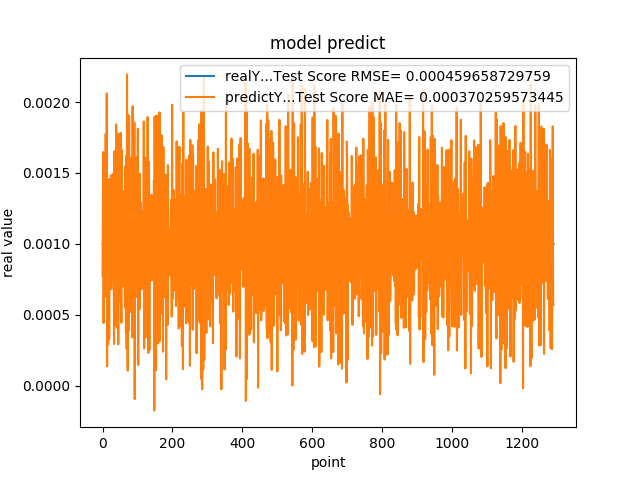 model predict
realY...Test Score RMSE= 0.000459658729759
predictY...Test Score MAE= 0.000370259573445
0.0020
0.0015
0.0010
0.0005
0.0000
real value
0 200 400 600 800 1000 1200
point